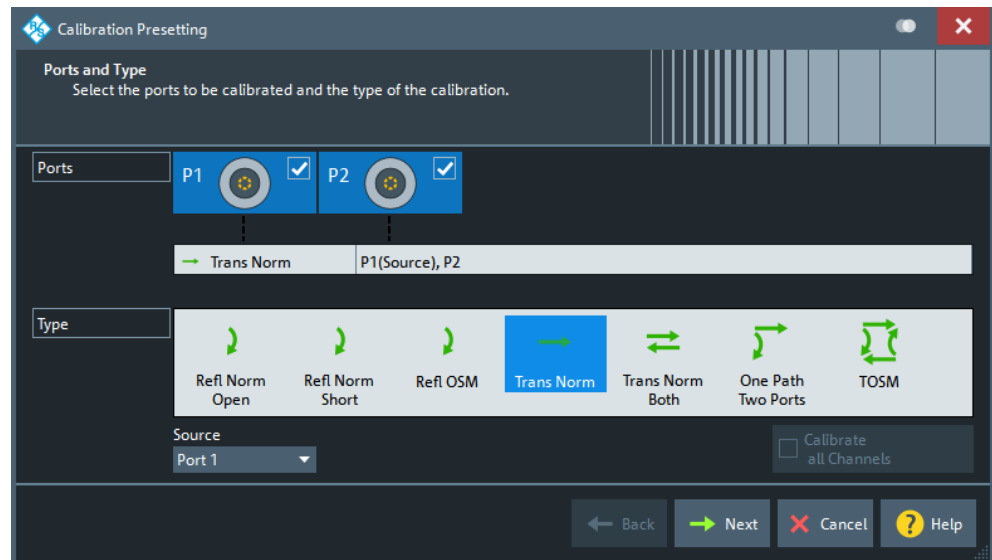 R&S Calibration Presetting
Ports and Type
Select the ports to be calibrated and the type of the calibration.
Ports
P1 P2
Trans Norm P1(Source), P2
Type
Refl Norm Open
Refl Norm Short
Refl OSM
Trans Norm
Trans Norm Both
One Path Two Ports
TOSM
Source
Port 1
Calibrate
all Channels
Back Next Cancel ? Help